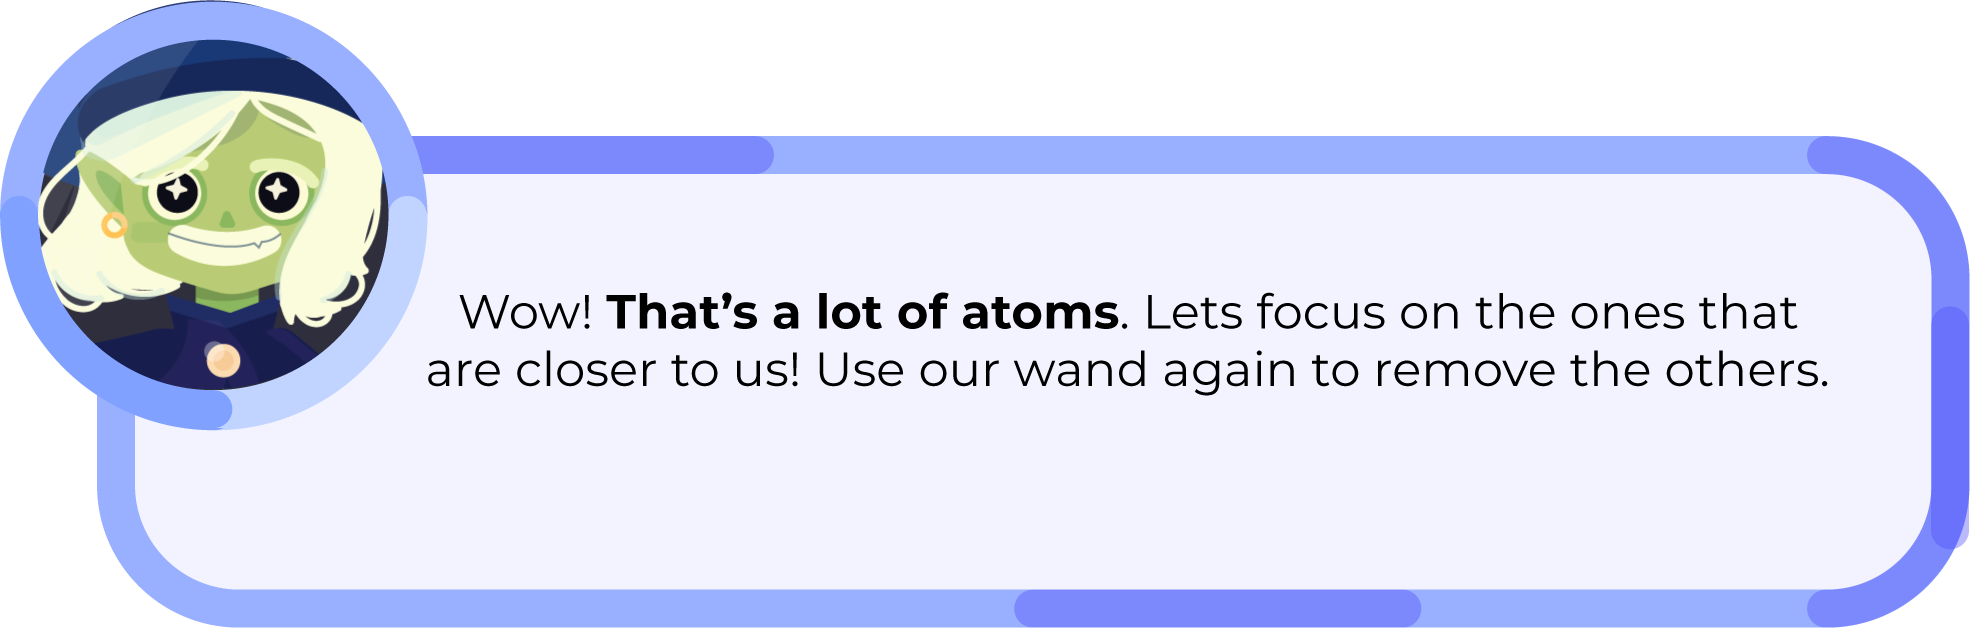 Wow! That’s a lot of atoms. Lets focus on the ones that
are closer to us! Use our wand again to remove the others.